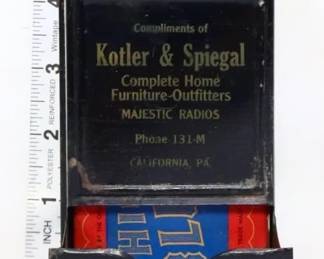 Compliments of
Kotler & Spiegal
Complete Home
Furniture-Outfitters
MAJESTIC RADIOS
Phone 131-M
CALIFORNIA, PA.
INCH 1 2 3 4
POLYESTER REINFORCED Wintage